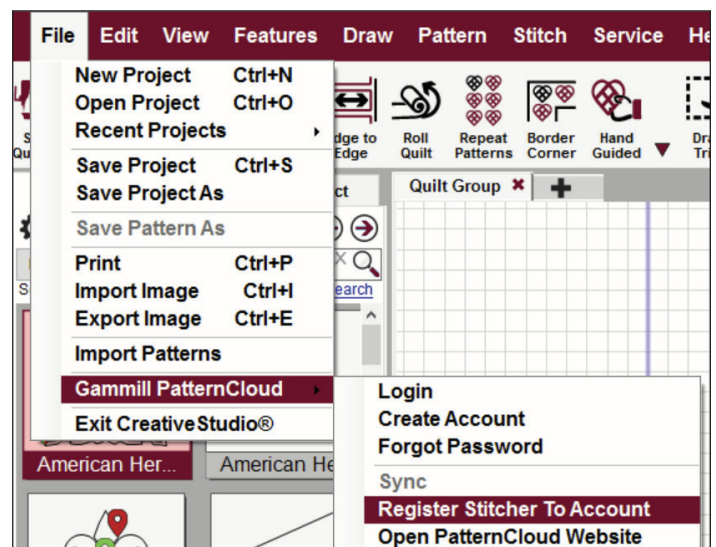 File Edit View Features Draw Pattern Stitch Service
New Project Ctrl+N
Open Project Ctrl+O
Recent Projects
Save Project Ctrl+S
Save Project As
Save Pattern As
Print Ctrl+P
Import Image Ctrl+I
Export Image Ctrl+E
Import Patterns
Gammill PatternCloud
Exit CreativeStudio®
Edge
Roll
Quilt
Repeat
Patterns
Border
Corner
Hand
Guided
Quilt Group
American Her...
American He
Login
Create Account
Forgot Password
Sync
Register Stitcher To Account
Open PatternCloud Website